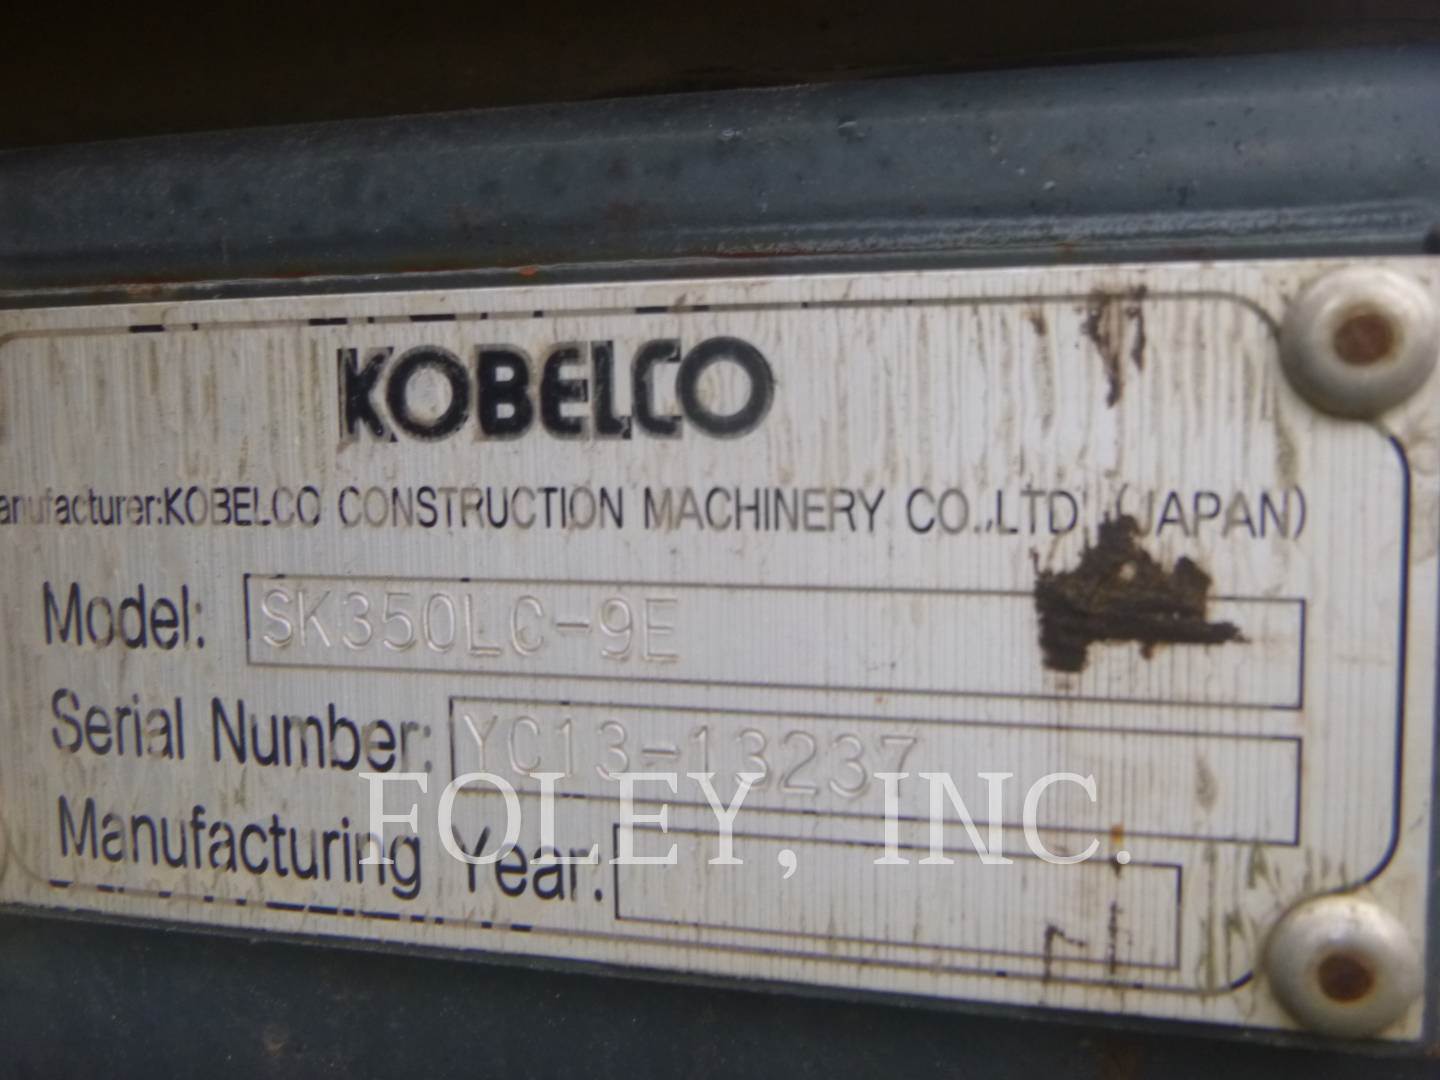 KOBELCO
anufacturer:KOBELCO CONSTRUCTION MACHINERY CO.,LTD. (JAPAN)
Model: SK350LC-9E
Serial Number: YC13-13237
FOLEY, INC.
Manufacturing Year: